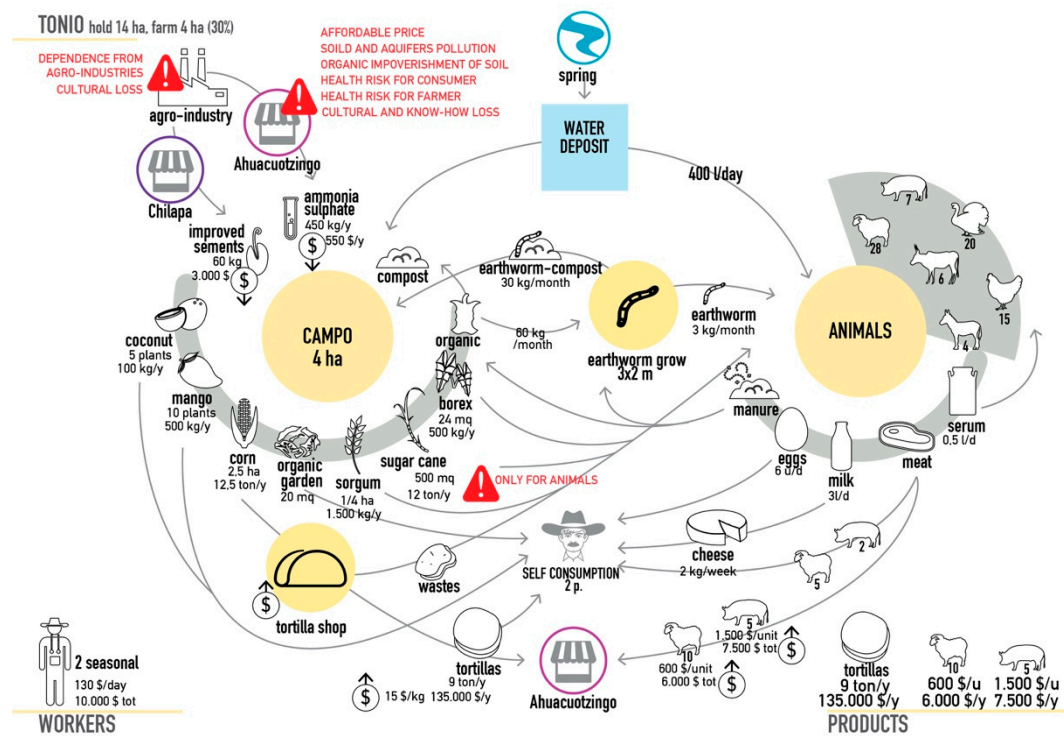 TONIO hold 14 ha, farm 4 ha (30%)
DEPENDENCE FROM
AGRO-INDUSTRIES
CULTURAL LOSS
agro-industry
AFFORDABLE PRICE
SOILD AND AQUIFERS POLLUTION
ORGANIC IMPOVERISHMENT OF SOIL
HEALTH RISK FOR CONSUMER
HEALTH RISK FOR FARMER
CULTURAL AND KNOW-HOW LOSS
Ahuacuotzingo
Chilapa
spring
WATER
DEPOSIT
400 l/day
improved
sements
60 kg
3.000 $
$
ammonia
sulphate
450 kg/y
550 $/y
$
compost
earthworm-compost
30 kg/month
earthworm
3 kg/month
60 kg
/month
earthworm grow
3x2 m
CAMPO
4 ha
ANIMALS
7
28
20
6
15
4
coconut
5 plants
100 kg/y
mango
10 plants
500 kg/y
corn
2,5 ha
12,5 ton/y
organic
garden
20 mq
sorgum
1/4 ha
1.500 kg/y
sugar cane
500 mq
12 ton/y
borex
24 mq
500 kg/y
organic
ONLY FOR ANIMALS
manure
eggs
6 d/d
milk
3l/d
meat
serum
0,5 l/d
cheese
2 kg/week
2
5
SELF CONSUMPTION
2 p.
wastes
tortilla shop
$
tortillas
9 ton/y
135.000 $/y
$
15 $/kg
Ahuacuotzingo
10
600 $/unit
6.000 $ tot
$
5
1.500 $/unit
7.500 $ tot
$
2 seasonal
130 $/day
10.000 $ tot
WORKERS
tortillas
9 ton/y
135.000 $/y
10
600 $/u
6.000 $/y
5
1.500 $/u
7.500 $/y
PRODUCTS